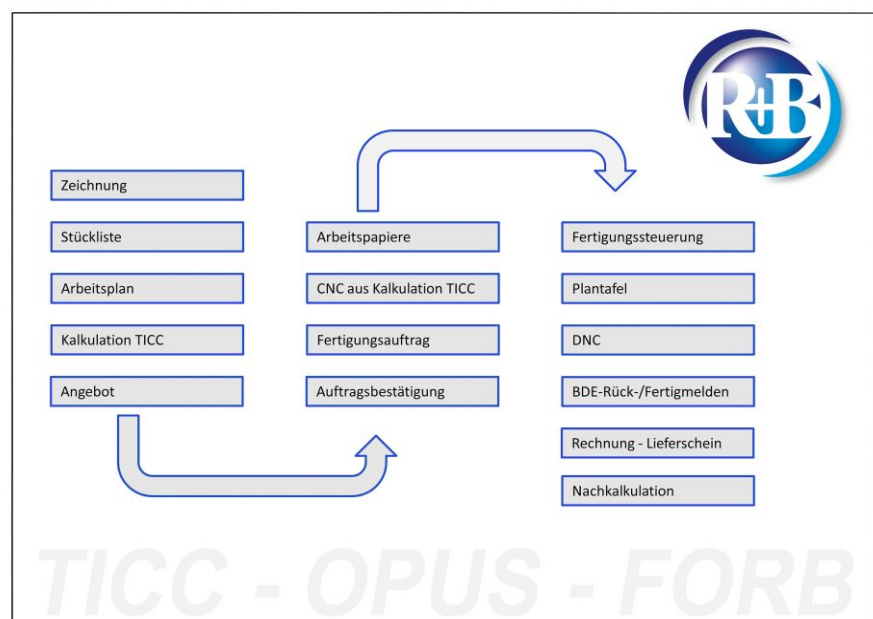 R+B
Zeichnung
Stückliste
Arbeitsplan
Kalkulation TICC
Angebot
Arbeitspapiere
CNC aus Kalkulation TICC
Fertigungsauftrag
Auftragsbestätigung
Fertigungssteuerung
Plantafel
DNC
BDE-Rück-/Fertigmelden
Rechnung - Lieferschein
Nachkalkulation
TICC - OPUS - FORB